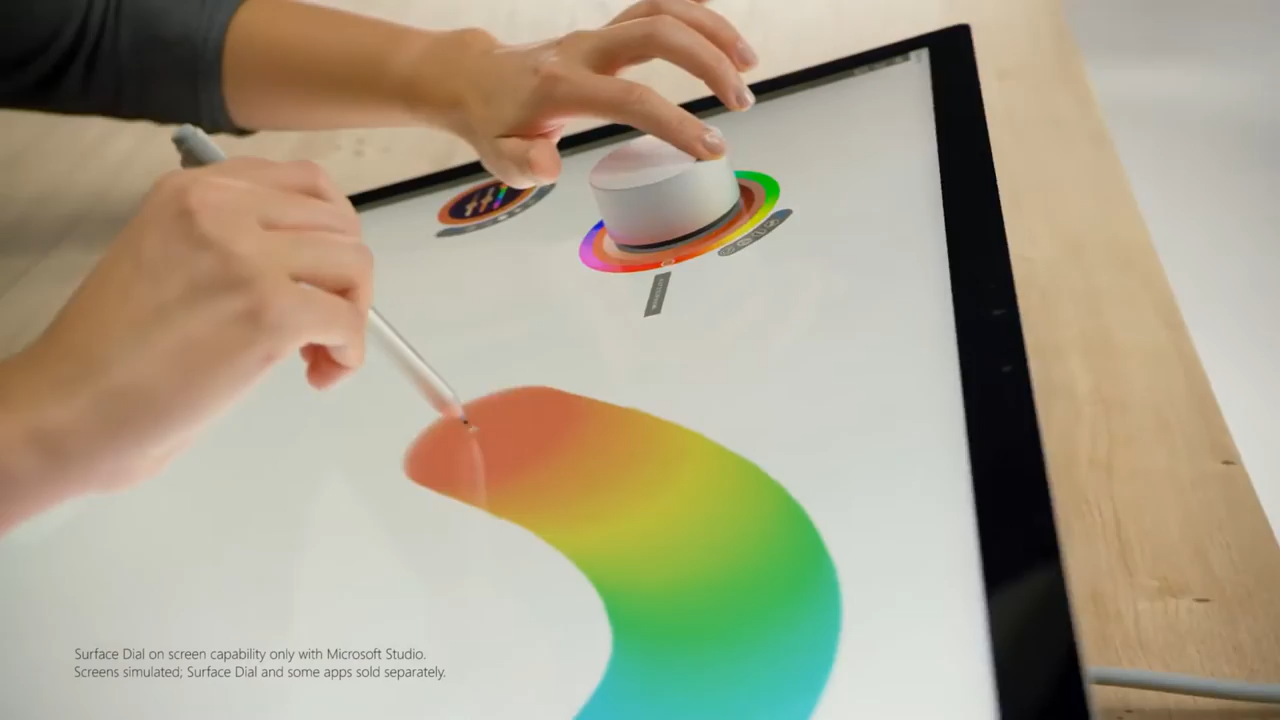 Surface Dial on screen capability only with Microsoft Studio.
Screens simulated; Surface Dial and some apps sold separately.